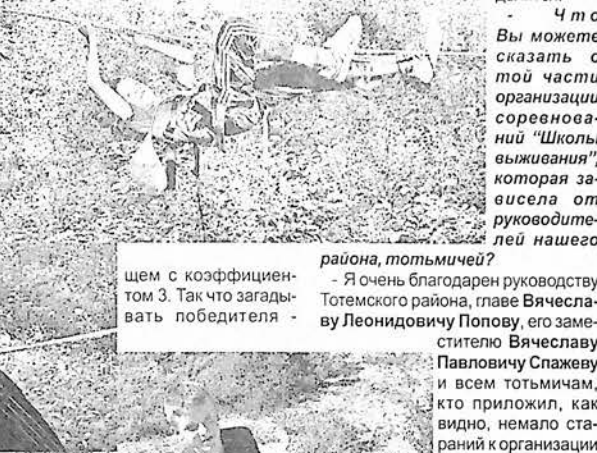 щем с коэффициен-
том 3. Так что загады-
вать победителя -
- Что
Вы можете
сказать о
той части
организации
соревнова-
ний "Школы
выживания",
которая за-
висела от
руководите-
лей нашего
района, тотьмичей?
- Я очень благодарен руководству
Тотемского района, главе Вячесла-
ву Леонидовичу Попову, его заме-
стителю Вячеславу
Павловичу Спажеву
и всем тотьмичам,
кто приложил, как
видно, немало ста-
раний к организации